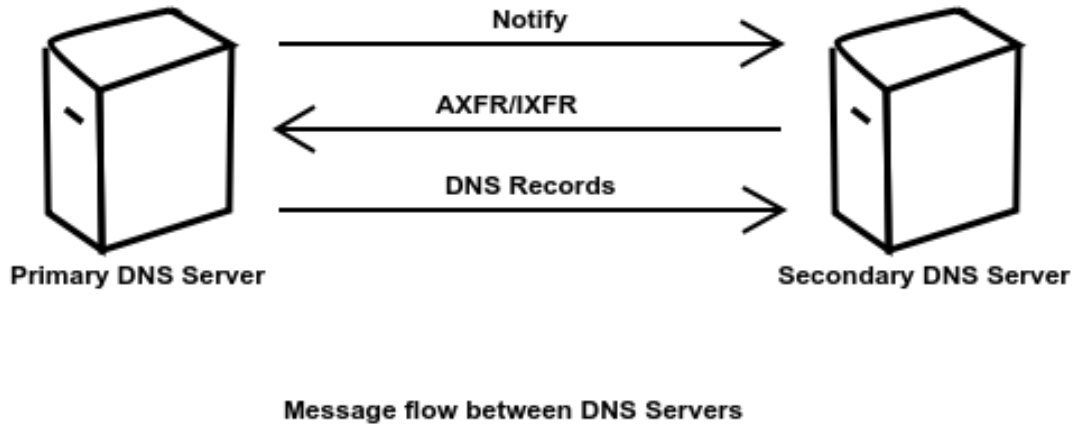 Notify
AXFR/IXFR
DNS Records
Primary DNS Server
Secondary DNS Server
Message flow between DNS Servers